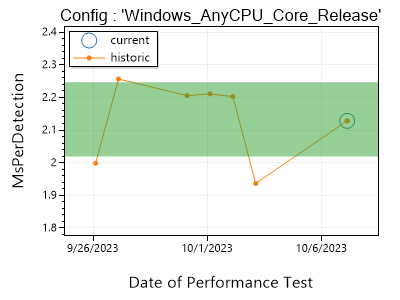 Config : 'Windows_AnyCPU_Core_Release'
current
historic
2.4
2.3
2.2
2.1
2
1.9
1.8
MsPerDetection
9/26/2023
10/1/2023
10/6/2023
Date of Performance Test